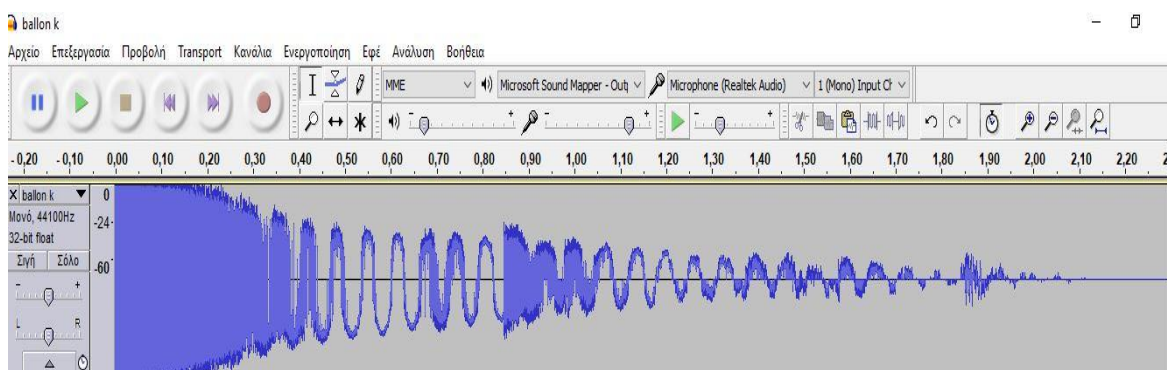 ballon k
Αρχείο Επεξεργασία Προβολή Transport Κανάλια Ενεργοποίηση Εφέ Ανάλυση Βοήθεια
MME Microsoft Sound Mapper - Outp Microphone (Realtek Audio) 1 (Mono) Input Ch
- 0,20 - 0,10 0,00 0,10 0,20 0,30 0,40 0,50 0,60 0,70 0,80 0,90 1,00 1,10 1,20 1,30 1,40 1,50 1,60 1,70 1,80 1,90 2,00 2,10 2,20 2
X ballon k 0
Μονό, 44100Hz -24-
32-bit float
Σιγή Σόλο -60-
- +
L R